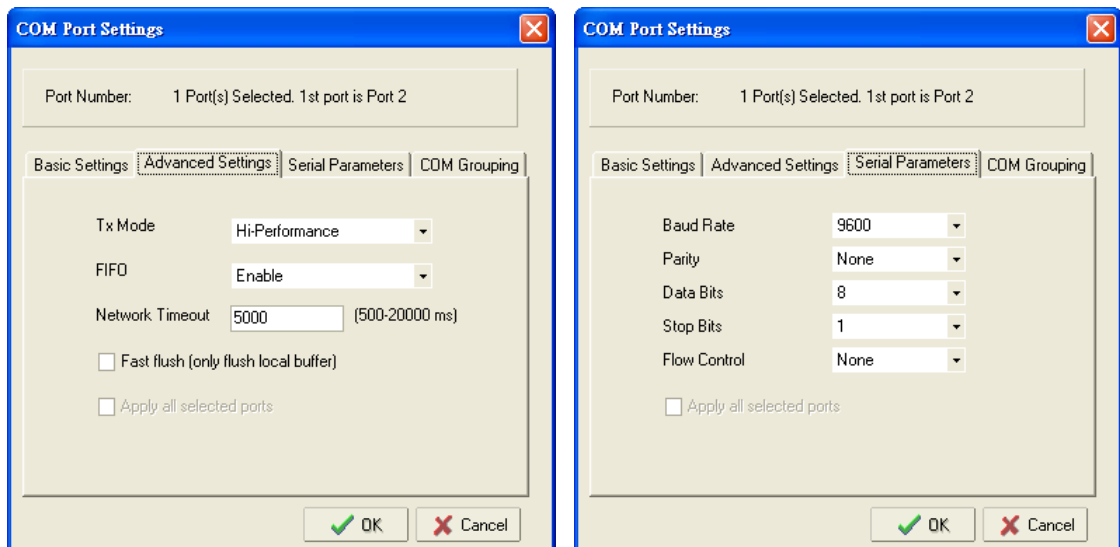 COM Port Settings
Port Number: 1 Port(s) Selected. 1st port is Port 2
Basic Settings Advanced Settings Serial Parameters COM Grouping
Tx Mode Hi-Performance
FIFO Enable
Network Timeout 5000 (500-20000 ms)
Fast flush (only flush local buffer)
Apply all selected ports
OK Cancel
COM Port Settings
Port Number: 1 Port(s) Selected. 1st port is Port 2
Basic Settings Advanced Settings Serial Parameters COM Grouping
Baud Rate 9600
Parity None
Data Bits 8
Stop Bits 1
Flow Control None
Apply all selected ports
OK Cancel